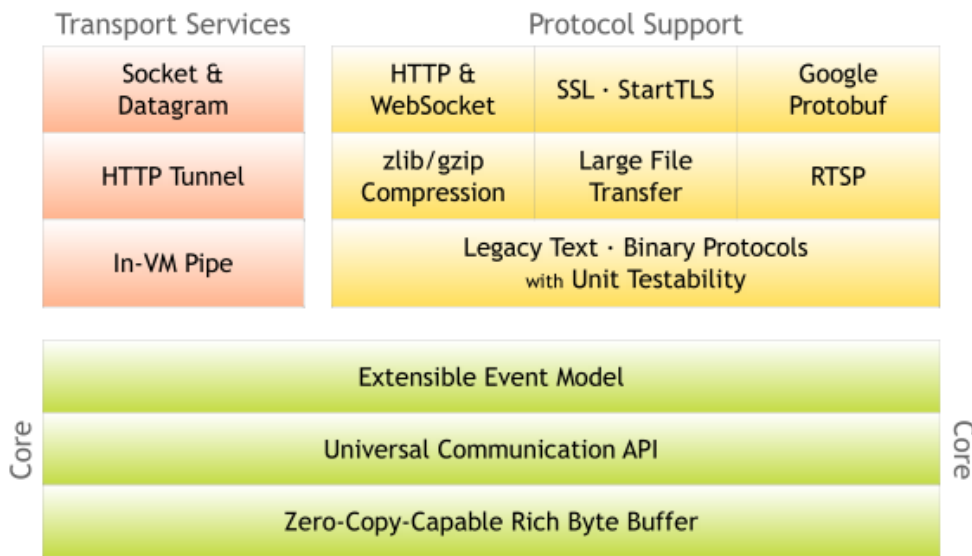 Transport Services
Protocol Support
Socket &
Datagram
HTTP &
WebSocket
SSL · StartTLS
Google
Protobuf
HTTP Tunnel
zlib/gzip
Compression
Large File
Transfer
RTSP
In-VM Pipe
Legacy Text · Binary Protocols
with Unit Testability
Core
Extensible Event Model
Universal Communication API
Zero-Copy-Capable Rich Byte Buffer
Core